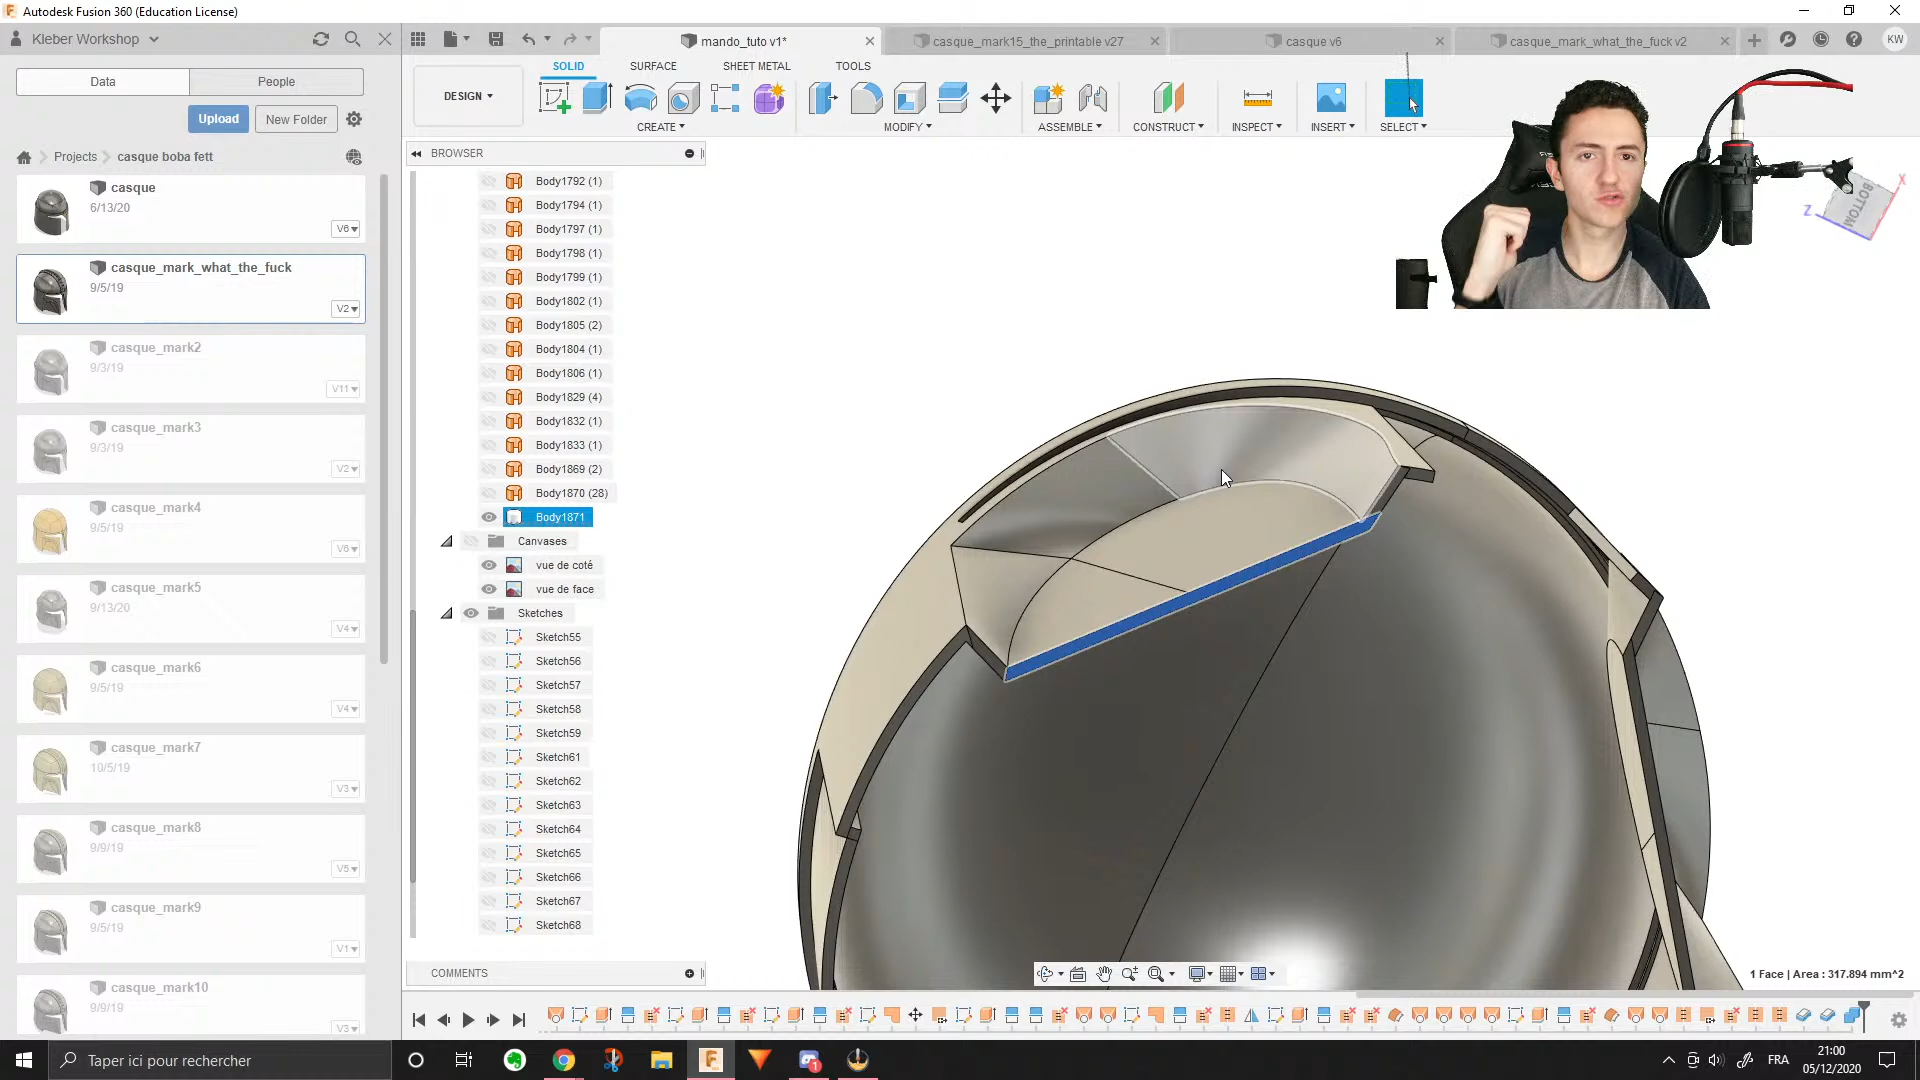 Autodesk Fusion 360 (Education License)
Kleber Workshop
mando_tuto v1*
casque_mark15_the_printable v27
casque v6
casque_mark_what_the_fuck v2
KW
Data
People
Upload
New Folder
Projects
casque boba fett
DESIGN
SOLID
SURFACE
SHEET METAL
TOOLS
CREATE
MODIFY
ASSEMBLE
CONSTRUCT
INSPECT
INSERT
SELECT
casque
6/13/20
V6
casque_mark_what_the_fuck
9/5/19
V2
casque_mark2
9/3/19
V11
casque_mark3
9/3/19
V2
casque_mark4
9/5/19
V6
casque_mark5
9/13/20
V4
casque_mark6
9/5/19
V4
casque_mark7
10/5/19
V3
casque_mark8
9/9/19
V5
casque_mark9
9/5/19
V1
casque_mark10
9/9/19
V3
BROWSER
Body1792 (1)
Body1794 (1)
Body1797 (1)
Body1798 (1)
Body1799 (1)
Body1802 (1)
Body1805 (2)
Body1804 (1)
Body1806 (1)
Body1829 (4)
Body1832 (1)
Body1833 (1)
Body1869 (2)
Body1870 (28)
Body1871
Canvases
vue de coté
vue de face
Sketches
Sketch55
Sketch56
Sketch57
Sketch58
Sketch59
Sketch61
Sketch62
Sketch63
Sketch64
Sketch65
Sketch66
Sketch67
Sketch68
COMMENTS
Z
BOTTOM
X
1 Face | Area : 317.894 mm^2
Taper ici pour rechercher
FRA
21:00
05/12/2020